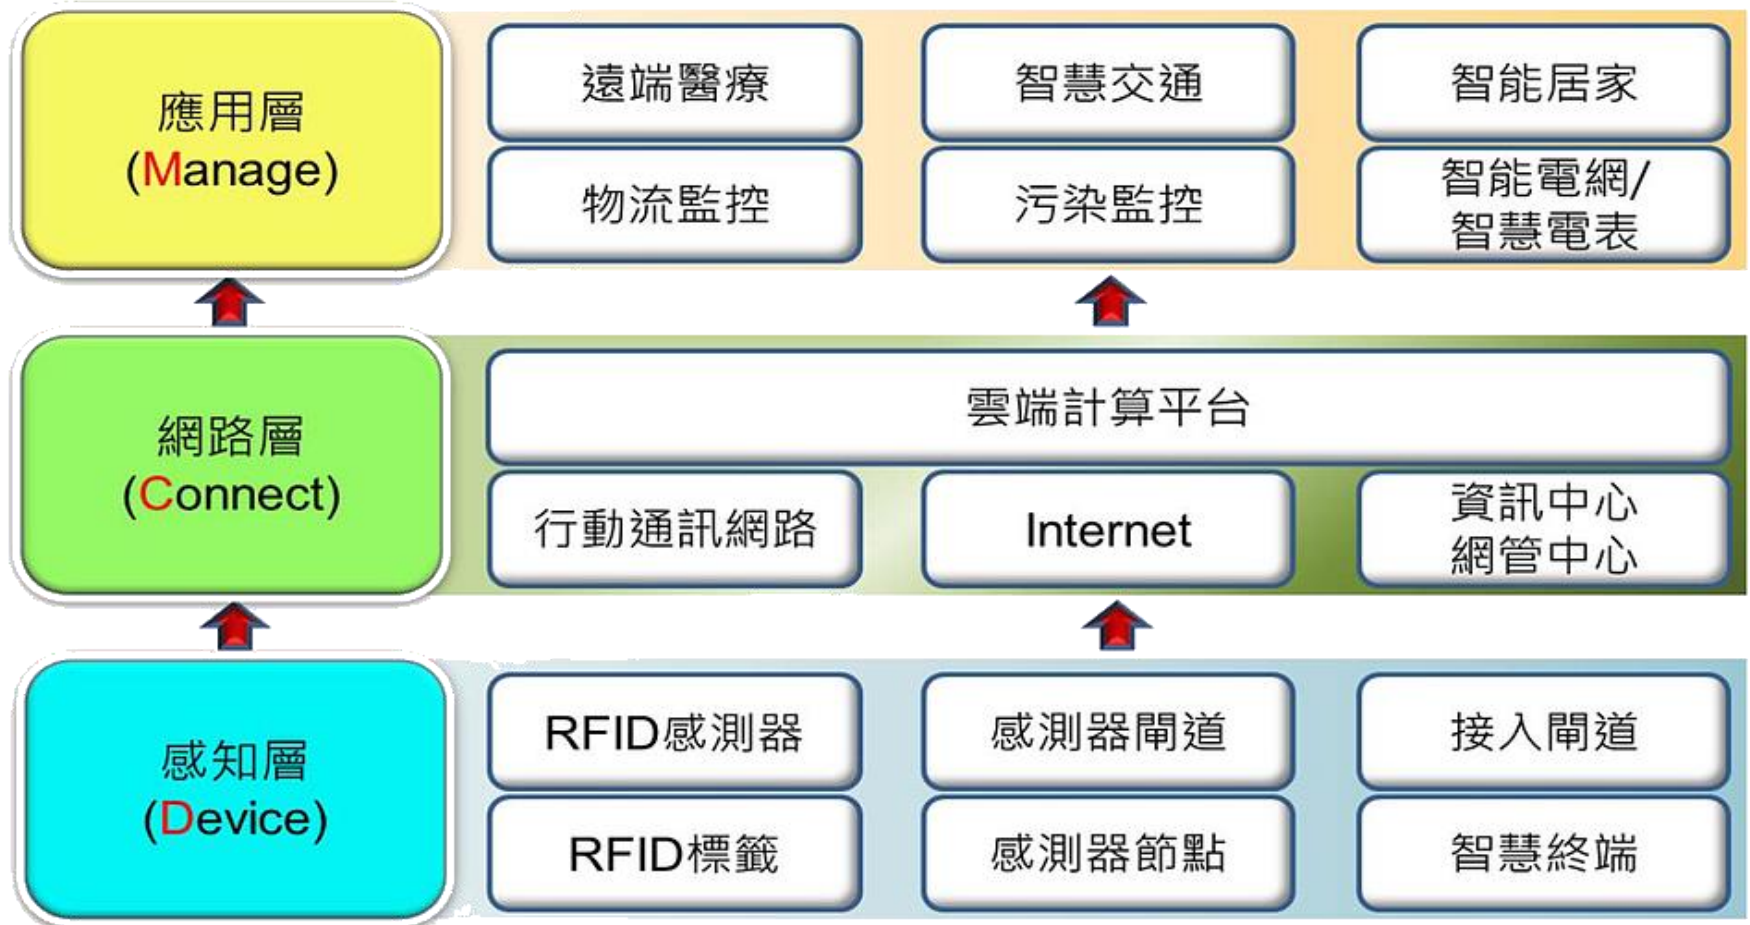 應用層
(Manage)
遠端醫療
智慧交通
智能居家
物流監控
污染監控
智能電網/
智慧電表
網路層
(Connect)
雲端計算平台
行動通訊網路
Internet
資訊中心
網管中心
感知層
(Device)
RFID感測器
感測器閘道
接入閘道
RFID標籤
感測器節點
智慧終端